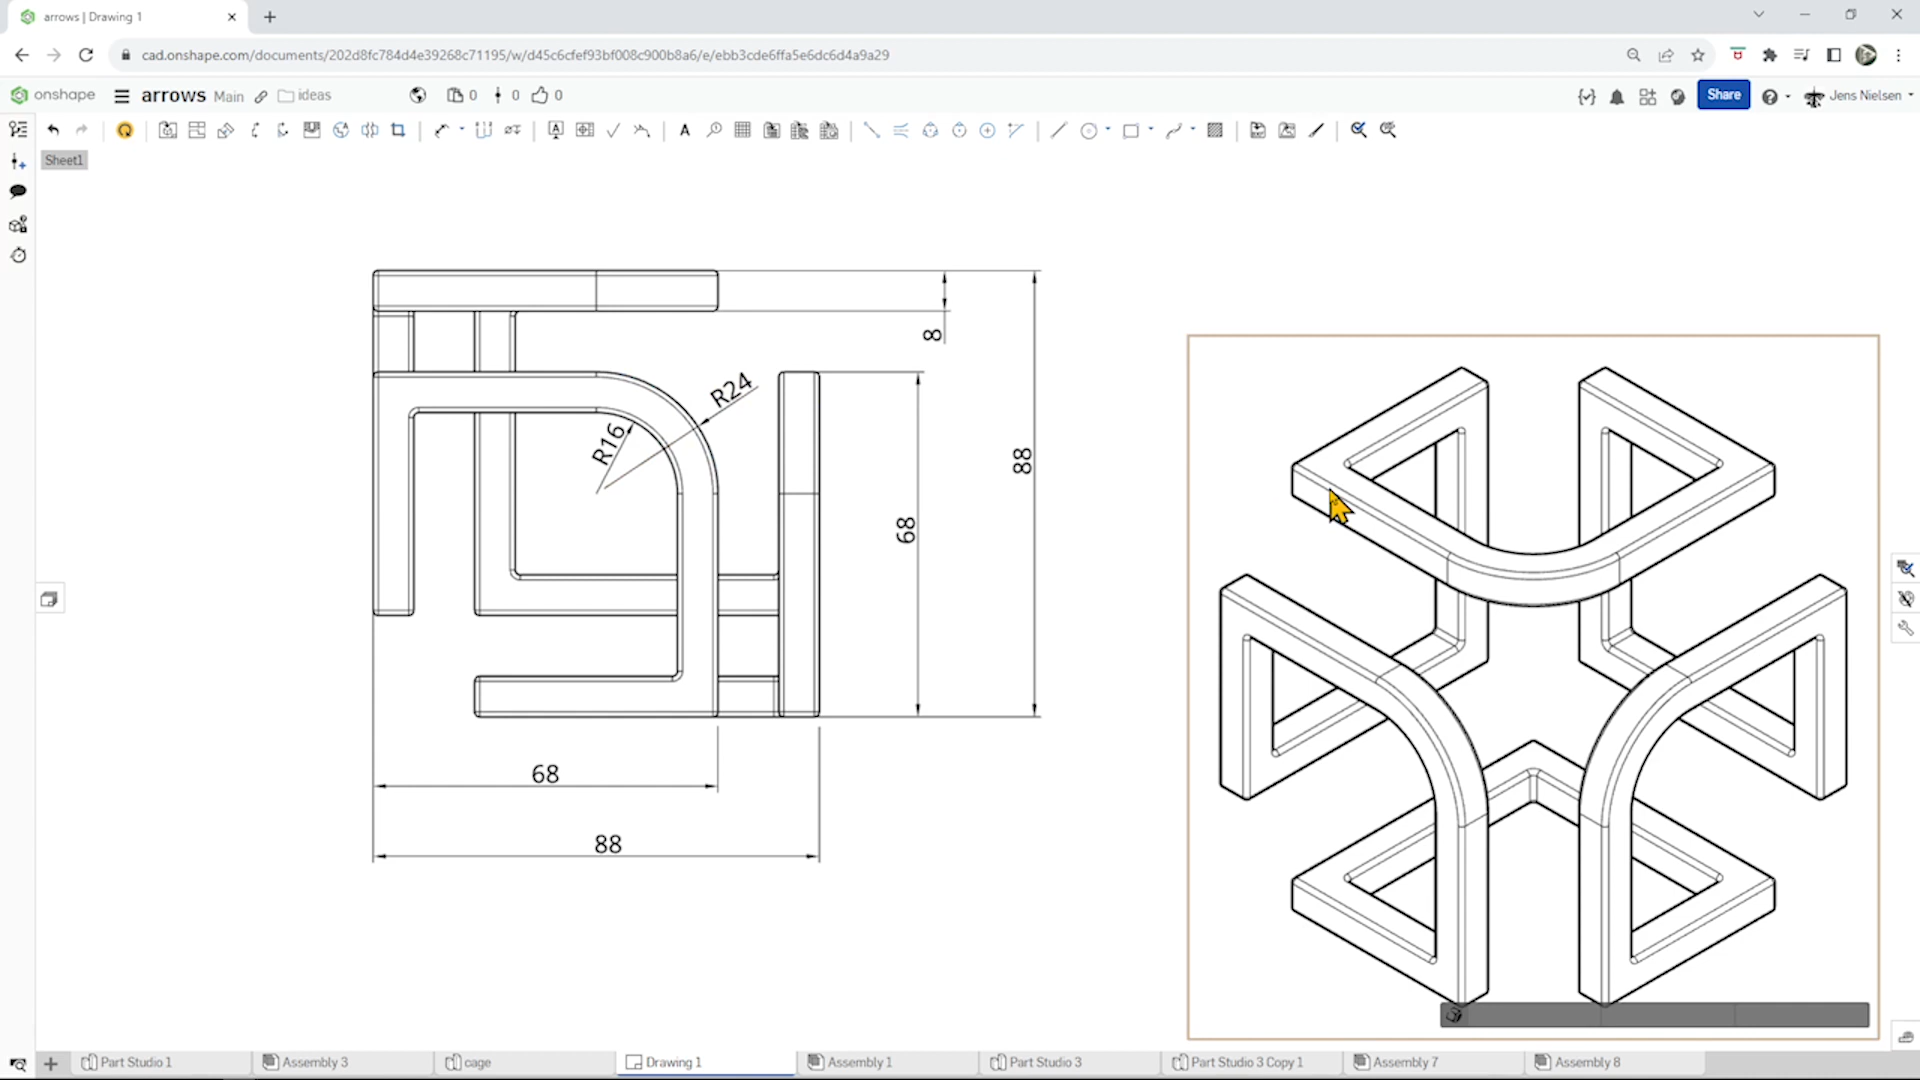 arrows | Drawing 1
cad.onshape.com/documents/202d8fc784d4e39268c71195/w/d45c6cfef93bf008c900b8a6/e/ebb3cde6ffa5e6dc6d4a9a29
onshape arrows Main ideas 0 0 0 Share Jens Nielsen
Sheet1
8
R24
R16
88
68
68
88
Part Studio 1 Assembly 3 cage Drawing 1 Assembly 1 Part Studio 3 Part Studio 3 Copy 1 Assembly 7 Assembly 8